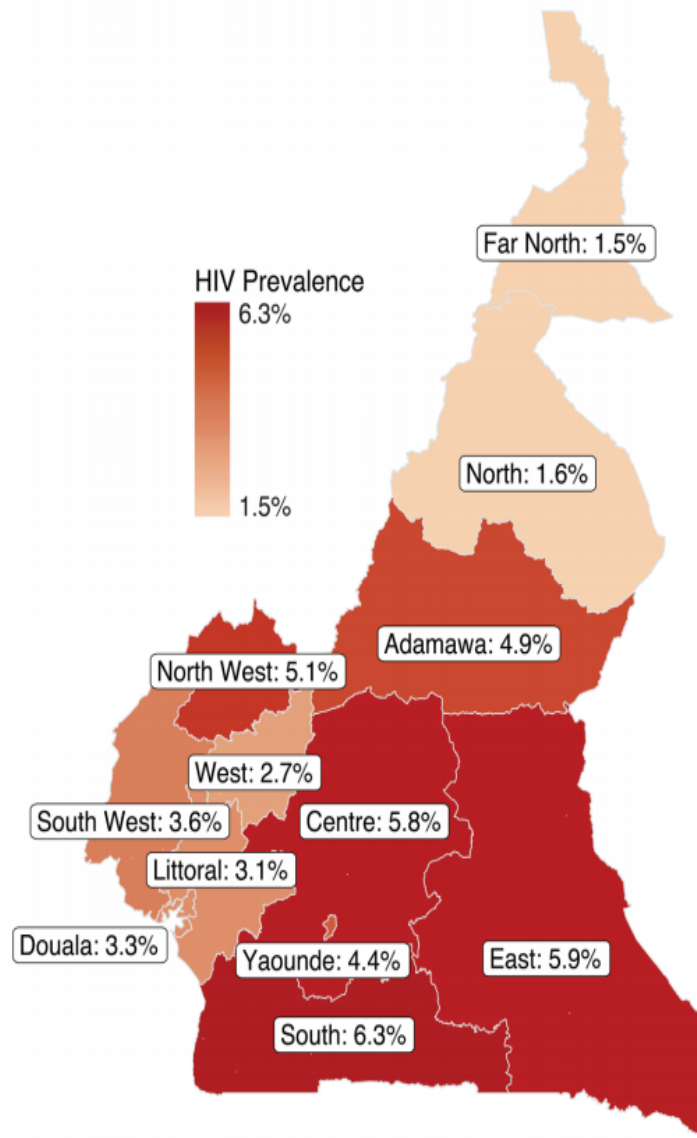 Far North: 1.5%
HIV Prevalence
6.3%
1.5%
North: 1.6%
Adamawa: 4.9%
North West: 5.1%
West: 2.7%
South West: 3.6%
Centre: 5.8%
Littoral: 3.1%
Douala: 3.3%
Yaounde: 4.4%
East: 5.9%
South: 6.3%